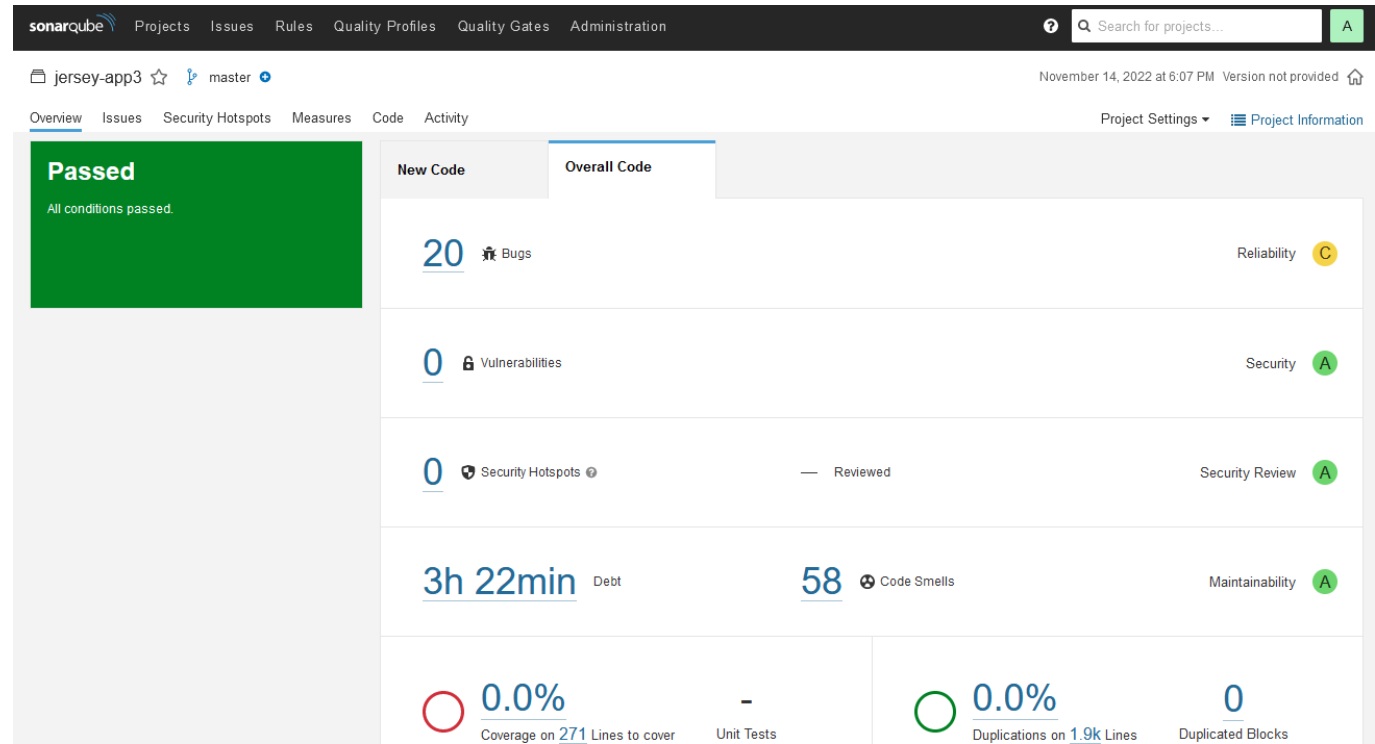 sonarqube Projects Issues Rules Quality Profiles Quality Gates Administration ? Search for projects... A
jersey-app3 master November 14, 2022 at 6:07 PM Version not provided
Overview Issues Security Hotspots Measures Code Activity Project Settings Project Information
Passed
All conditions passed.
New Code Overall Code
20 Bugs Reliability C
0 Vulnerabilities Security A
0 Security Hotspots ? — Reviewed Security Review A
3h 22min Debt 58 Code Smells Maintainability A
0.0% - 0.0% 0
Coverage on 271 Lines to cover Unit Tests Duplications on 1.9k Lines Duplicated Blocks